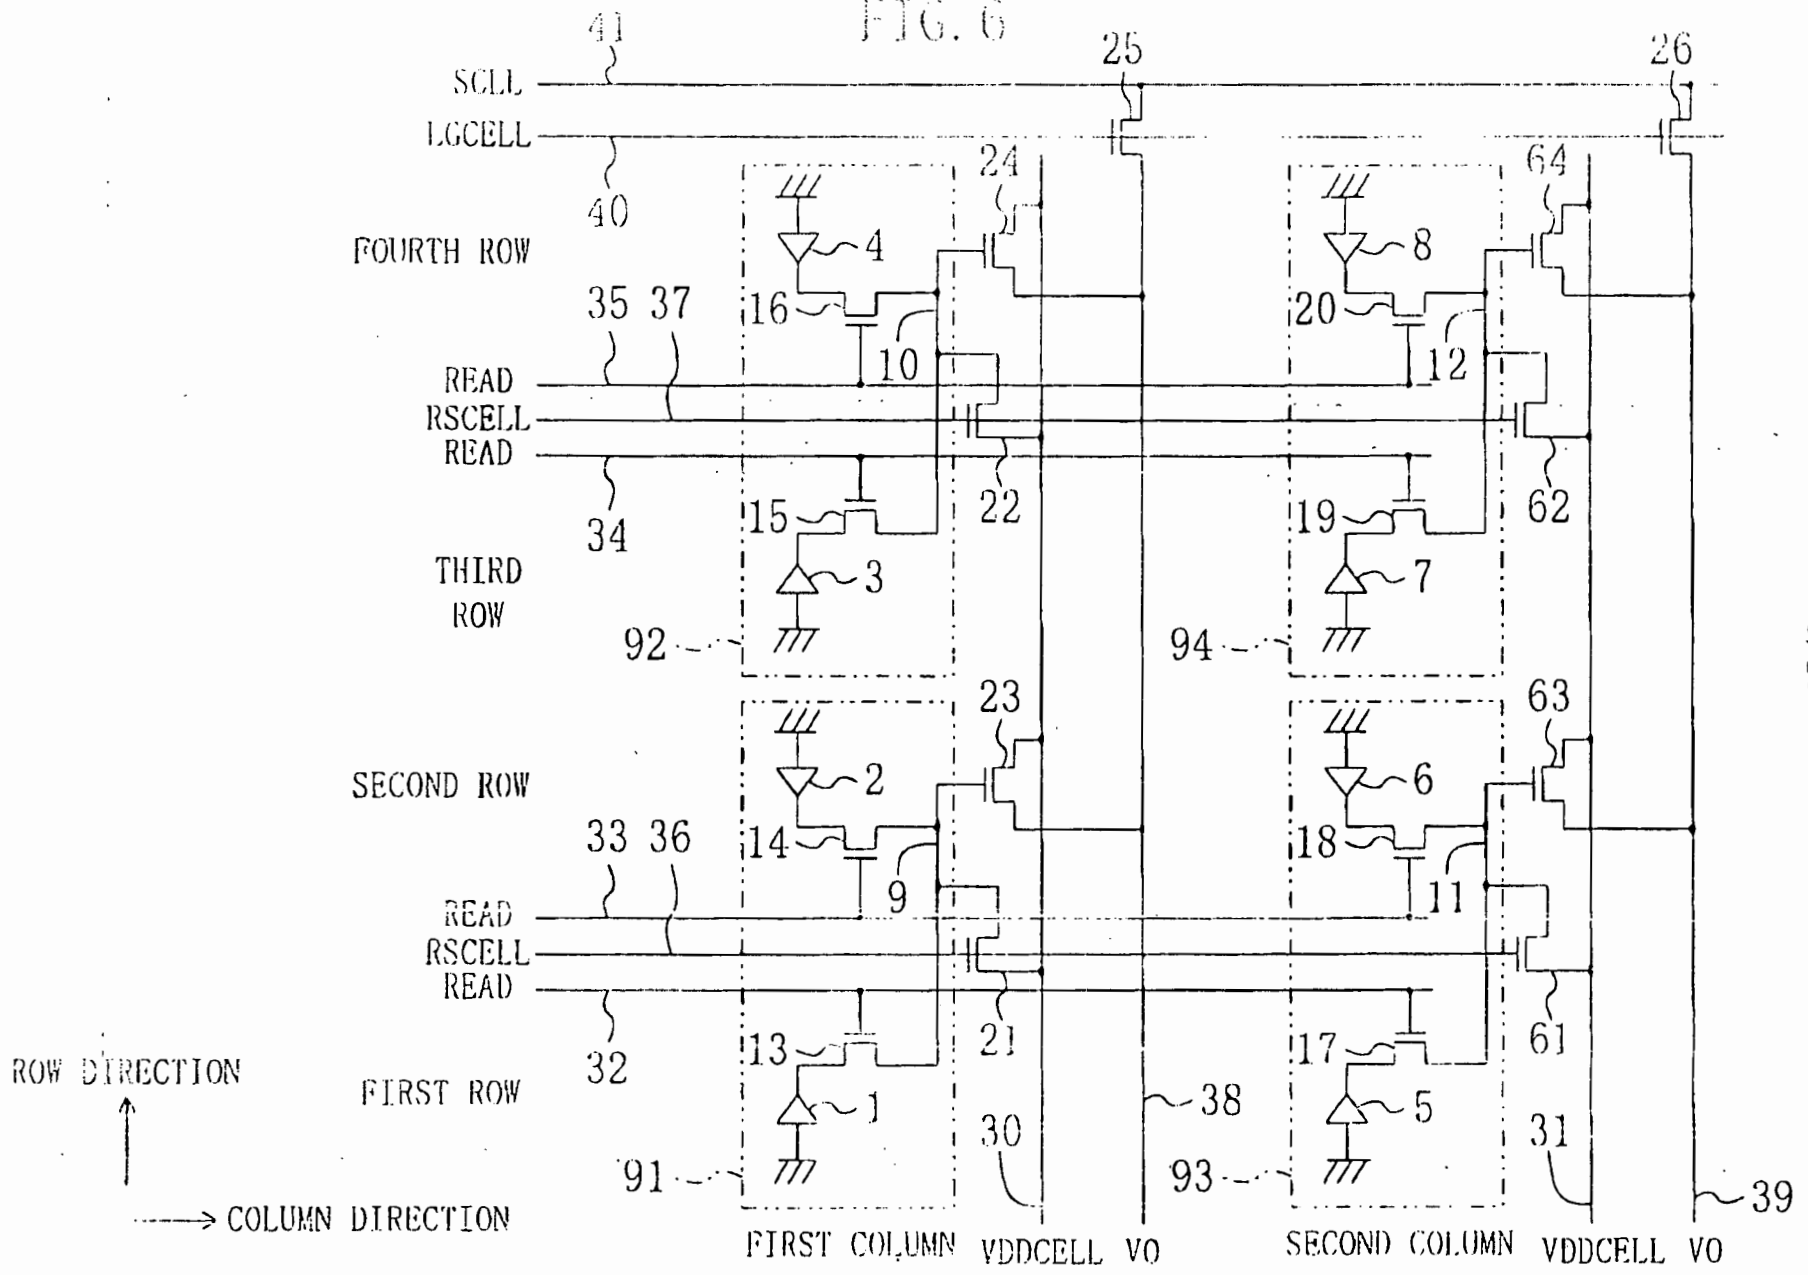 FIG. 6
41
25
26
SCLL
LGCELL
40
24
64
FOURTH ROW
4
8
35 37
16
10
20
12
READ
RSCELL
READ
34
15
22
19
62
THIRD
ROW
3
7
92
94
23
63
SECOND ROW
2
6
33 36
14
9
18
11
READ
RSCELL
READ
32
13
21
17
61
ROW DIRECTION
FIRST ROW
1
38
5
30
31
91
93
39
COLUMN DIRECTION
FIRST COLUMN
VDDCELL
VO
SECOND COLUMN
VDDCELL
VO